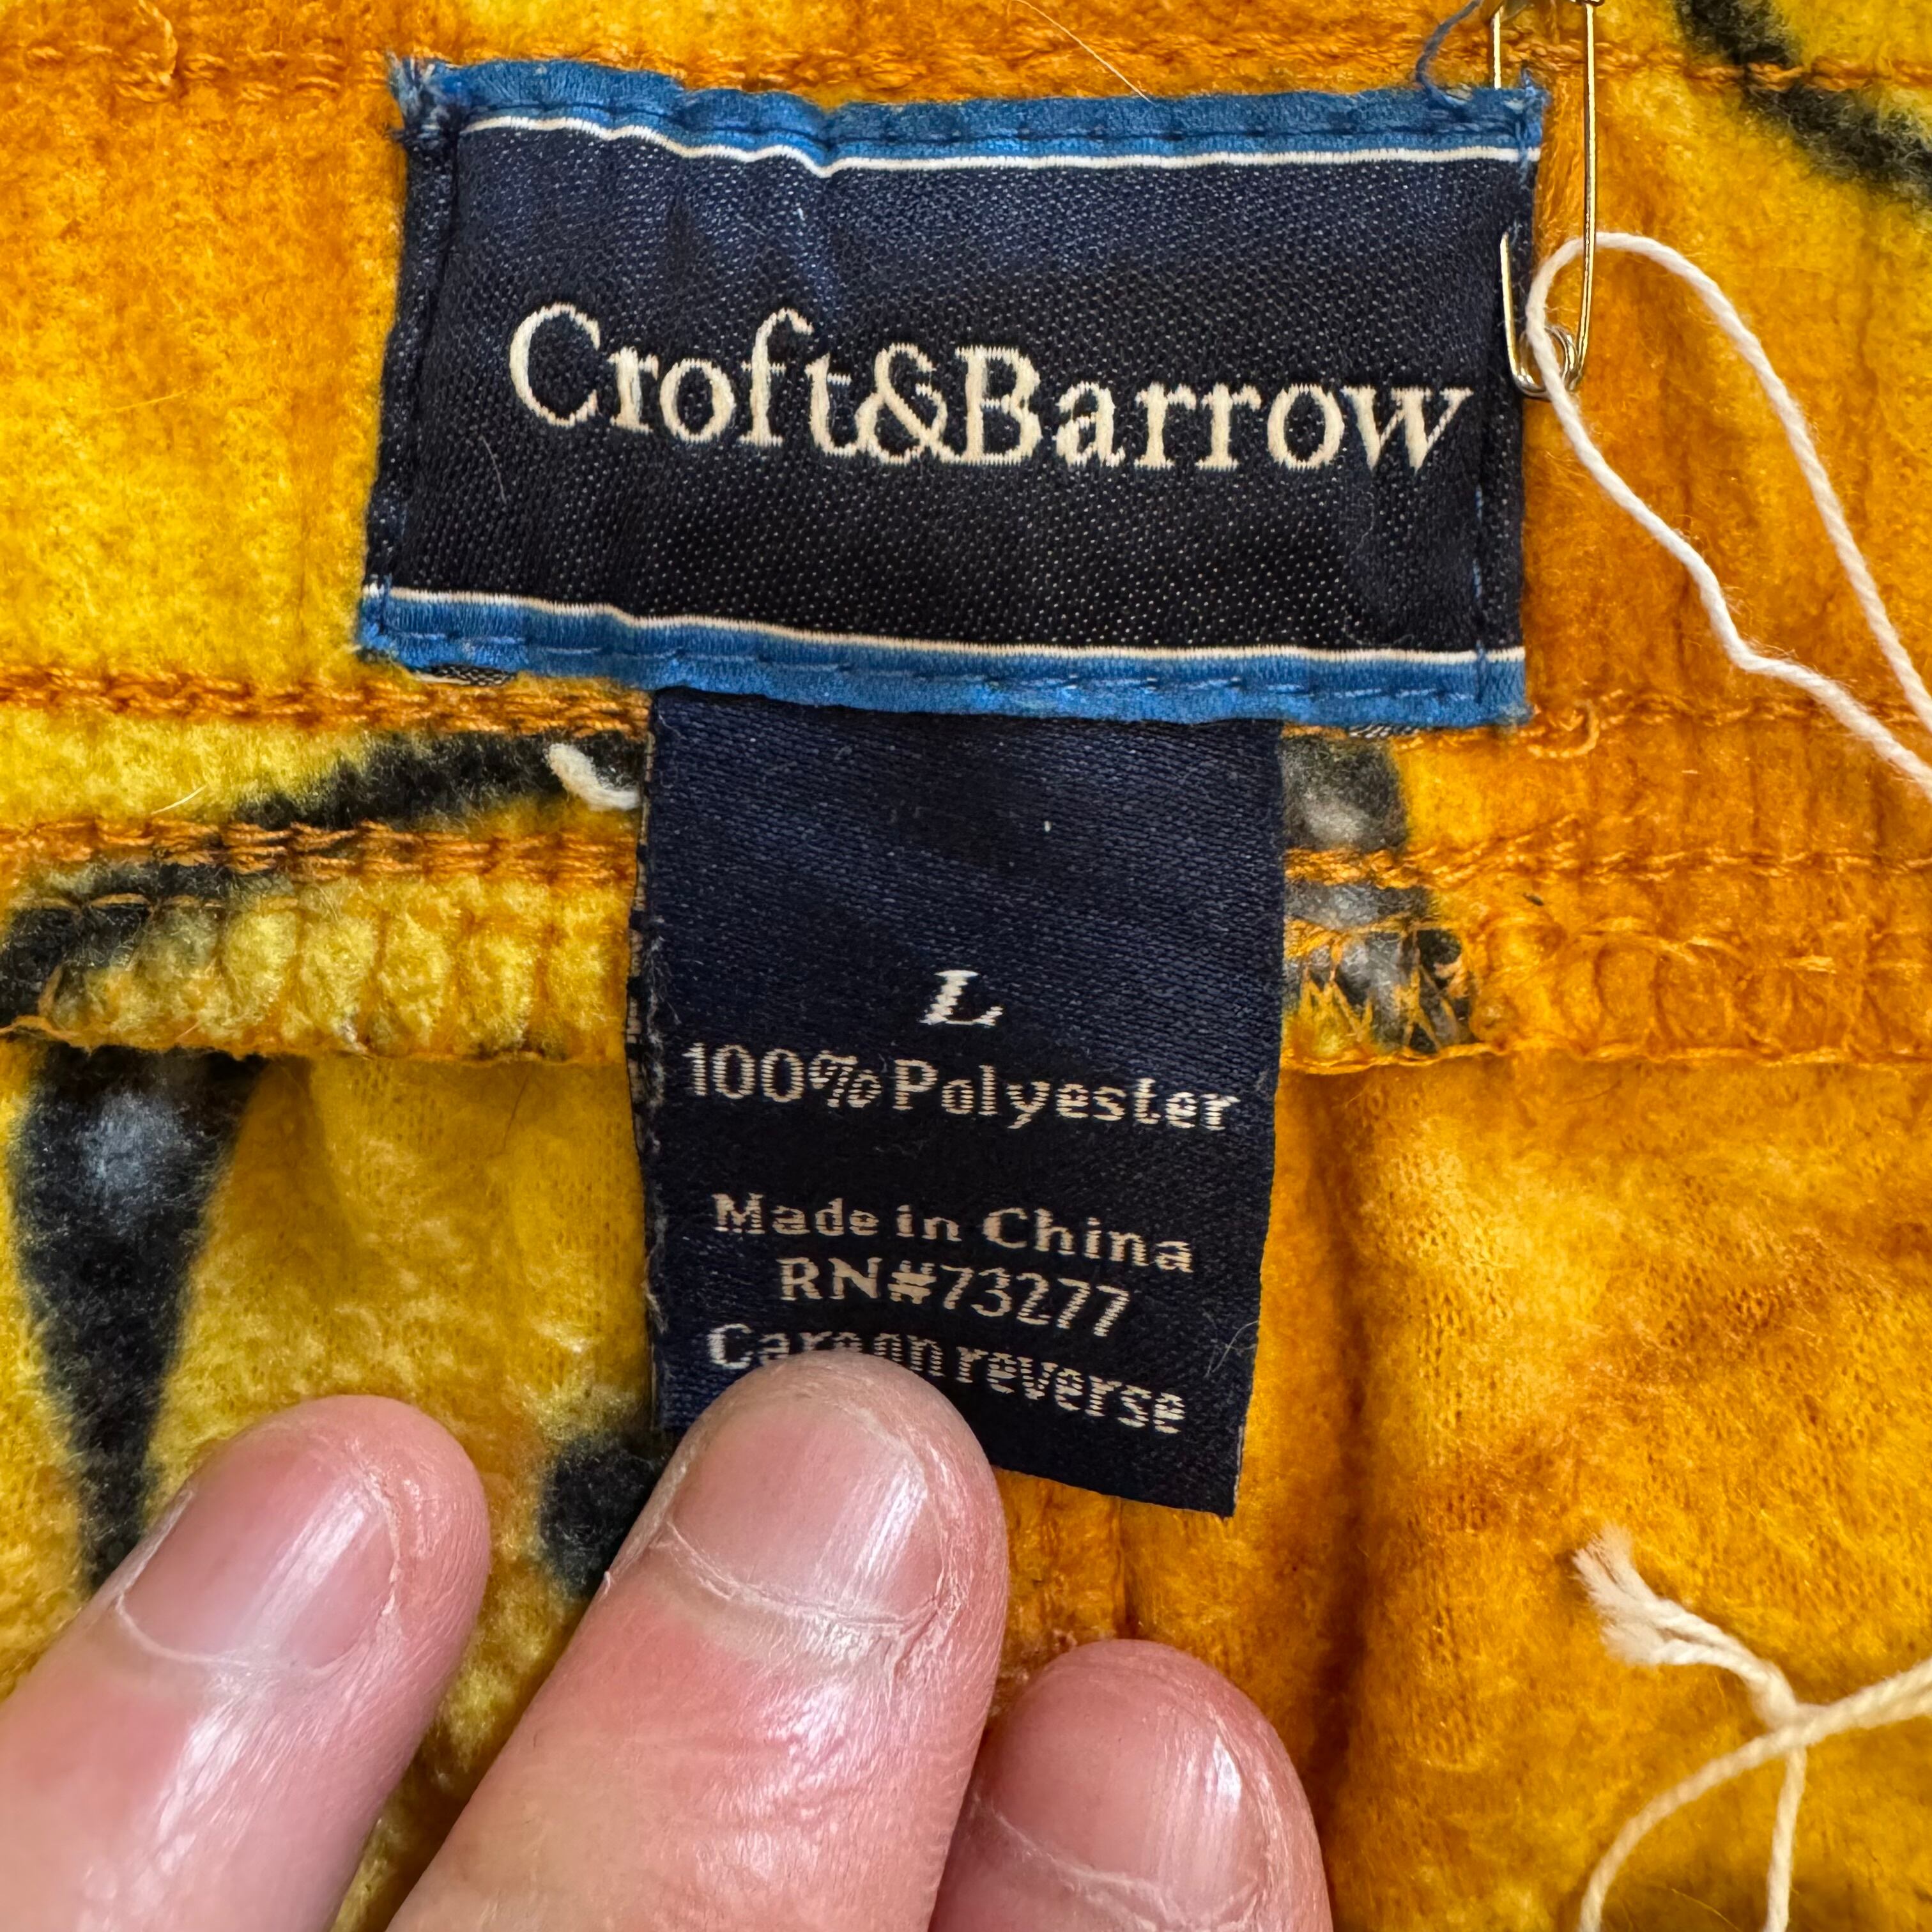 Croft&Barrow
L
100% Polyester
Made in China
RN#73277
Care on reverse